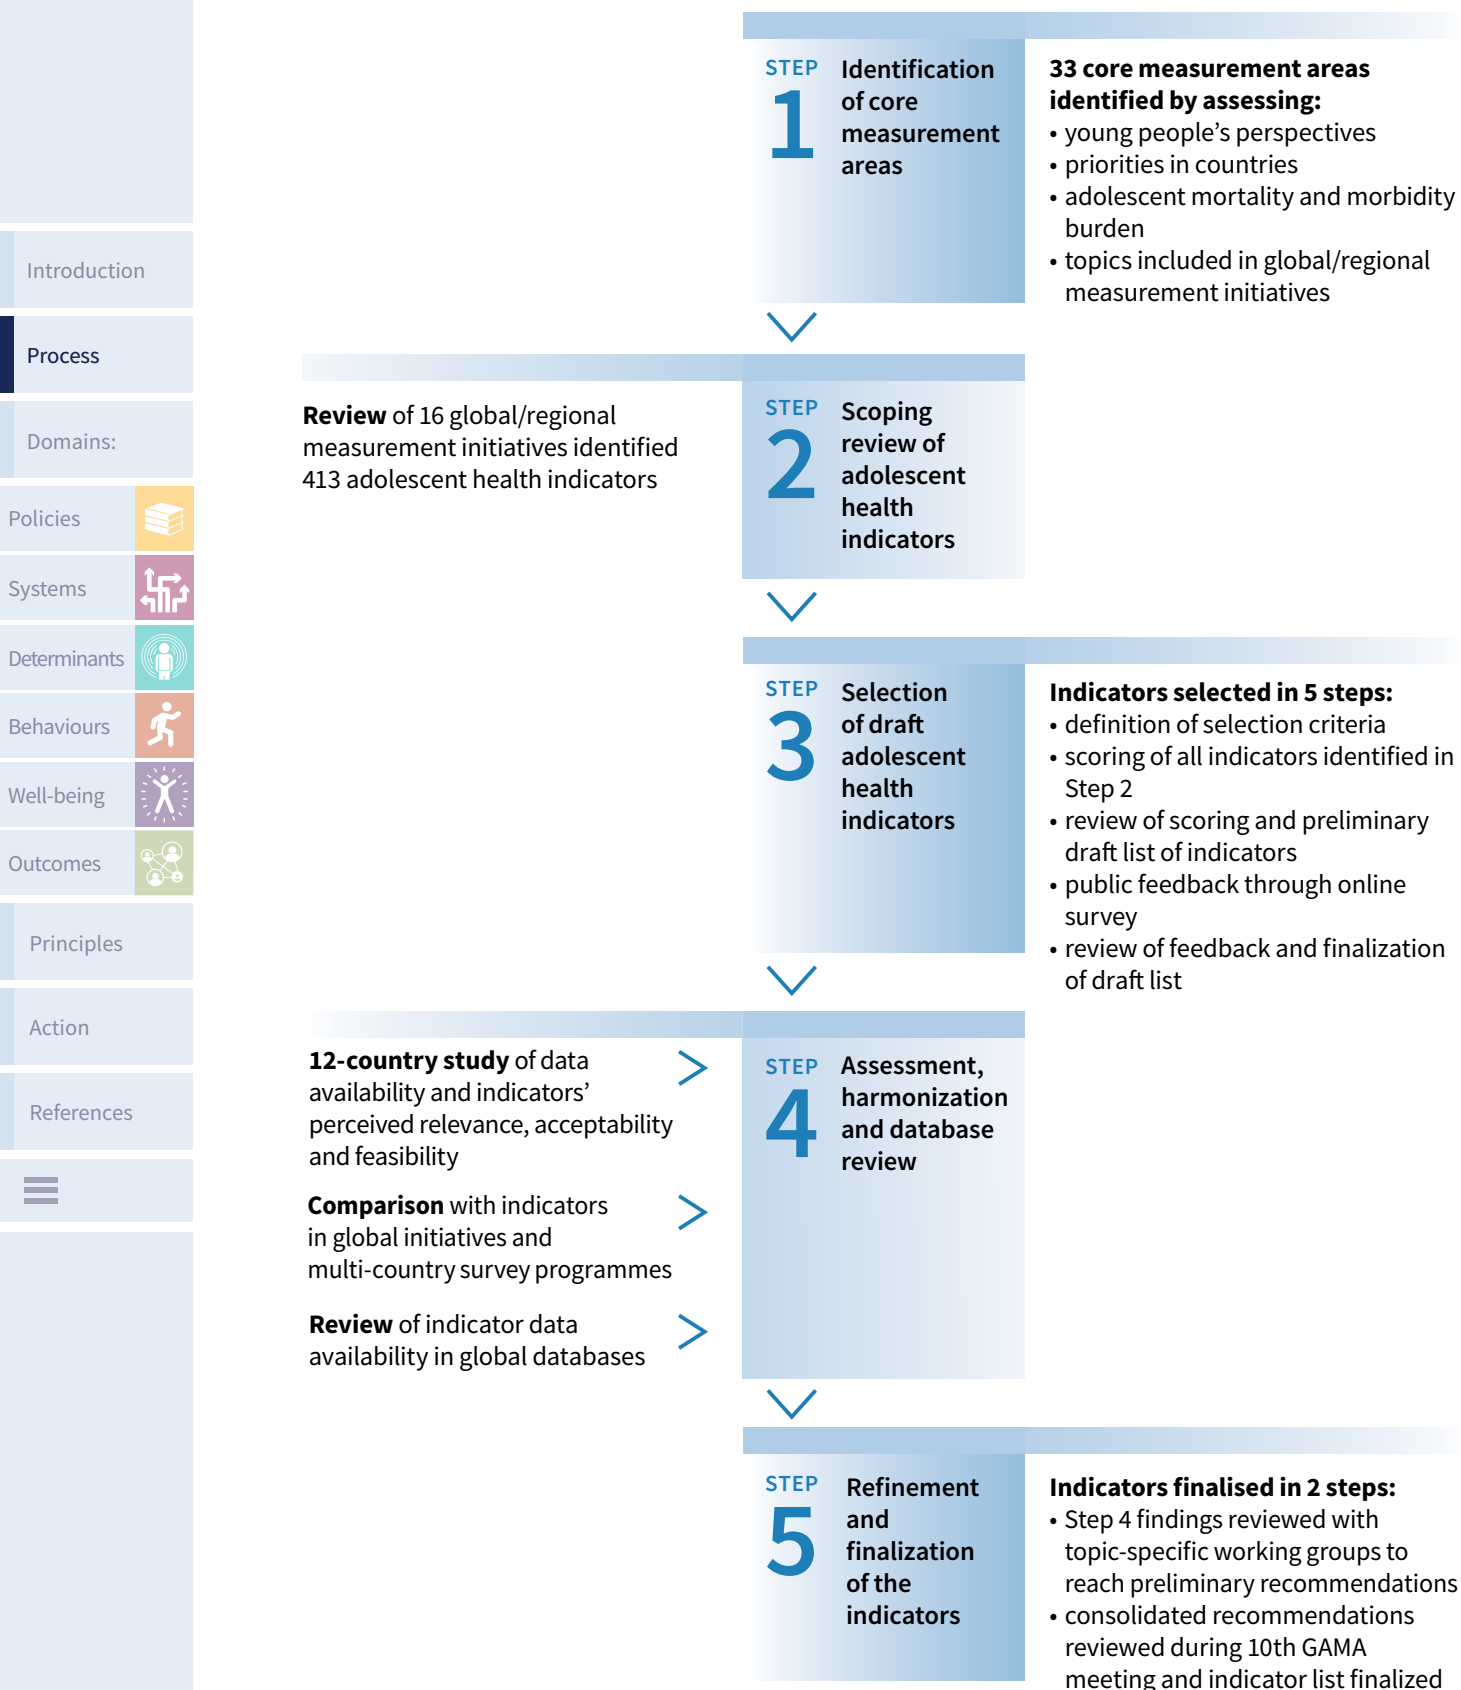 Introduction
Process
Domains:
Policies
Systems
Determinants
Behaviours
Well-being
Outcomes
Principles
Action
References
STEP
1
Identification
of core
measurement
areas
33 core measurement areas
identified by assessing:
• young people’s perspectives
• priorities in countries
• adolescent mortality and morbidity
burden
• topics included in global/regional
measurement initiatives
Review of 16 global/regional
measurement initiatives identified
413 adolescent health indicators
STEP
2
Scoping
review of
adolescent
health
indicators
STEP
3
Selection
of draft
adolescent
health
indicators
Indicators selected in 5 steps:
• definition of selection criteria
• scoring of all indicators identified in
Step 2
• review of scoring and preliminary
draft list of indicators
• public feedback through online
survey
• review of feedback and finalization
of draft list
12-country study of data
availability and indicators’
perceived relevance, acceptability
and feasibility
Comparison with indicators
in global initiatives and
multi-country survey programmes
Review of indicator data
availability in global databases
STEP
4
Assessment,
harmonization
and database
review
STEP
5
Refinement
and
finalization
of the
indicators
Indicators finalised in 2 steps:
• Step 4 findings reviewed with
topic-specific working groups to
reach preliminary recommendations
• consolidated recommendations
reviewed during 10th GAMA
meeting and indicator list finalized